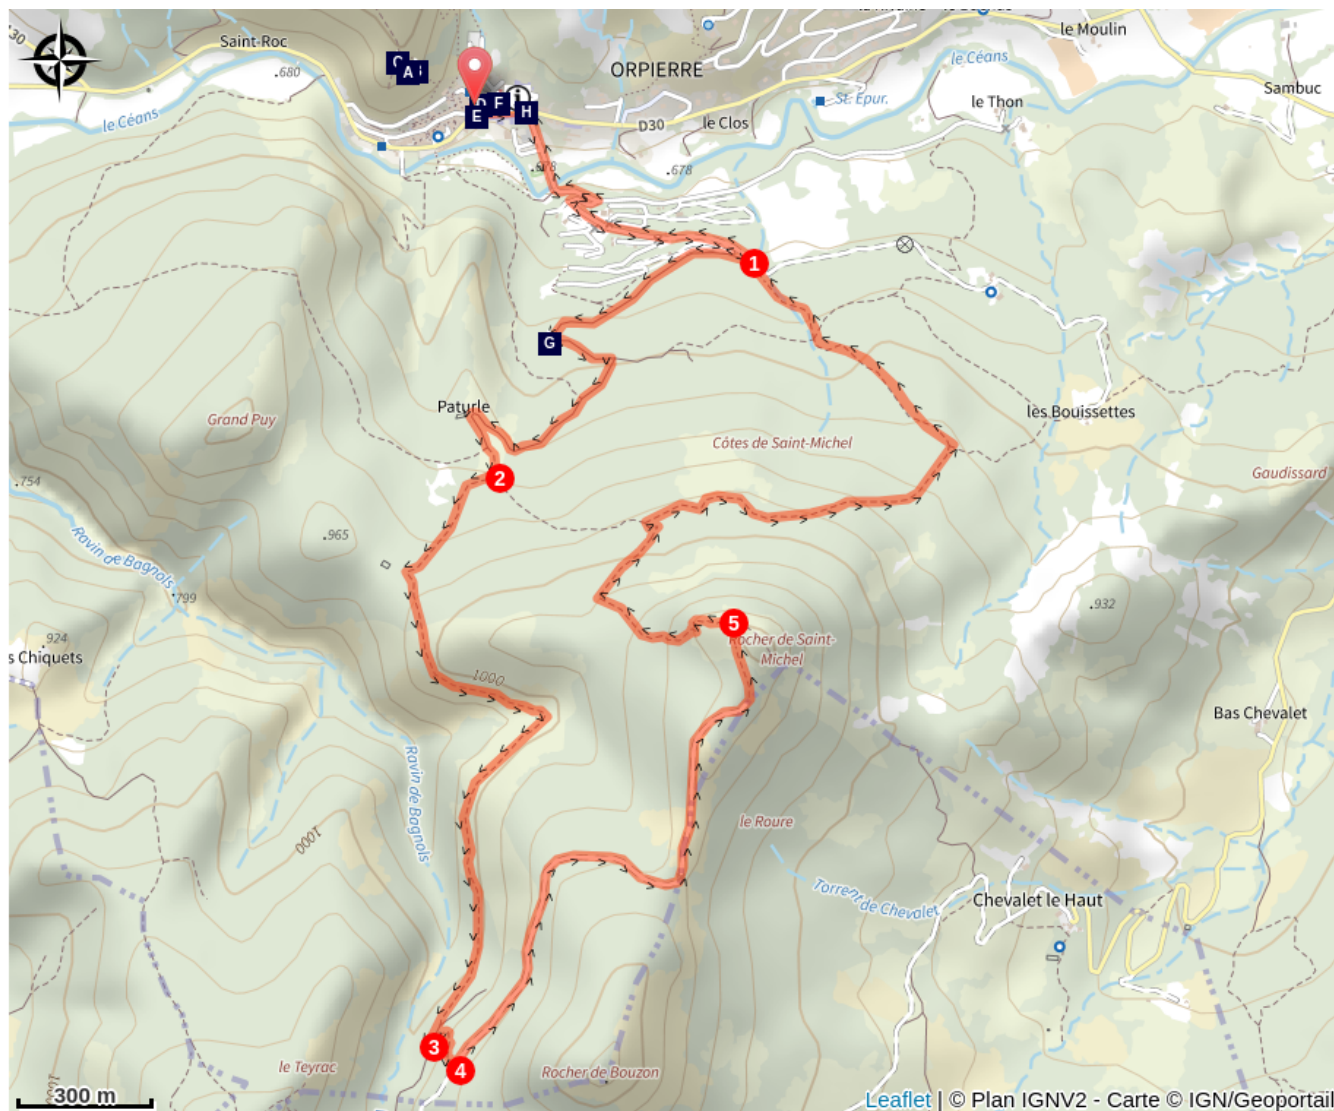 Saint-Roc
le Moulin
le Céans
ORPIERRE
.680
30
C
A
Sambuc
St. Epur.
le Thon
le Céans
F
E
H
D30
le Clos
.678
1
G
Paturle
lès Bouissettes
Grand Puy
Côtes de Saint-Michel
Gaudissard
2
.754
.965
Ravin de Bagnols
.799
.932
5
.924
Rocher de Saint-
Michel
s Chiquets
1000
Bas Chevalet
Ravin de Bagnols
le Roure
1000
Torrent de Chevalet
Chevalet le Haut
3
4
le Teyrac
Rocher de Bouzon
300 m
Leaflet | © Plan IGNV2 - Carte © IGN/Geoportail